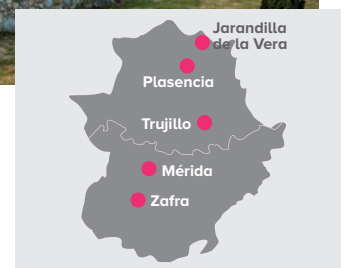 Jarandilla
de la Vera
Plasencia
Trujillo
Mérida
Zafra